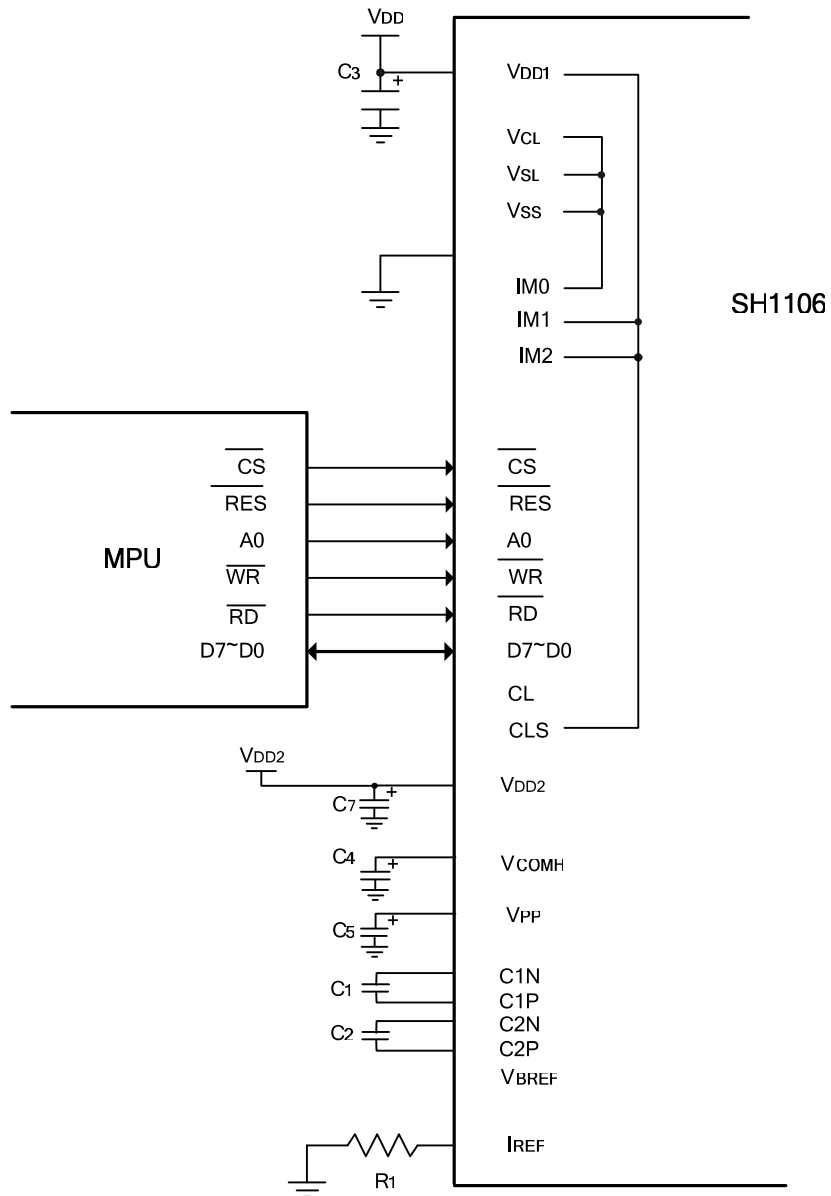 VDD
C3
+
VDD1
VCL
VSL
VSS
IM0
IM1
IM2
SH1106
MPU
CS
RES
A0
WR
RD
D7~D0
CS
RES
A0
WR
RD
D7~D0
CL
CLS
VDD2
C7
+
VDD2
C4
+
VCOMH
C5
+
VPP
C1
C1N
C1P
C2
C2N
C2P
VBREF
R1
IREF